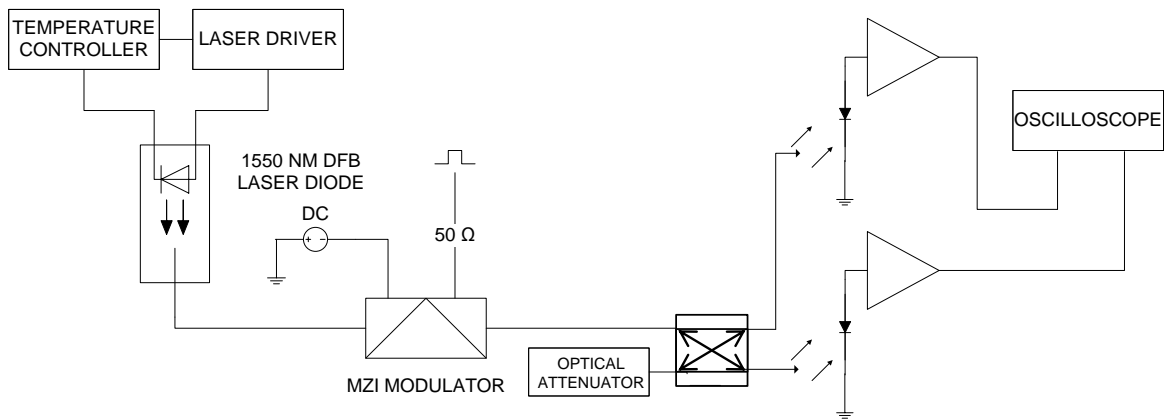 TEMPERATURE
CONTROLLER
LASER DRIVER
OSCILLOSCOPE
1550 NM DFB
LASER DIODE
DC
+ -
50 Ω
OPTICAL
ATTENUATOR
MZI MODULATOR